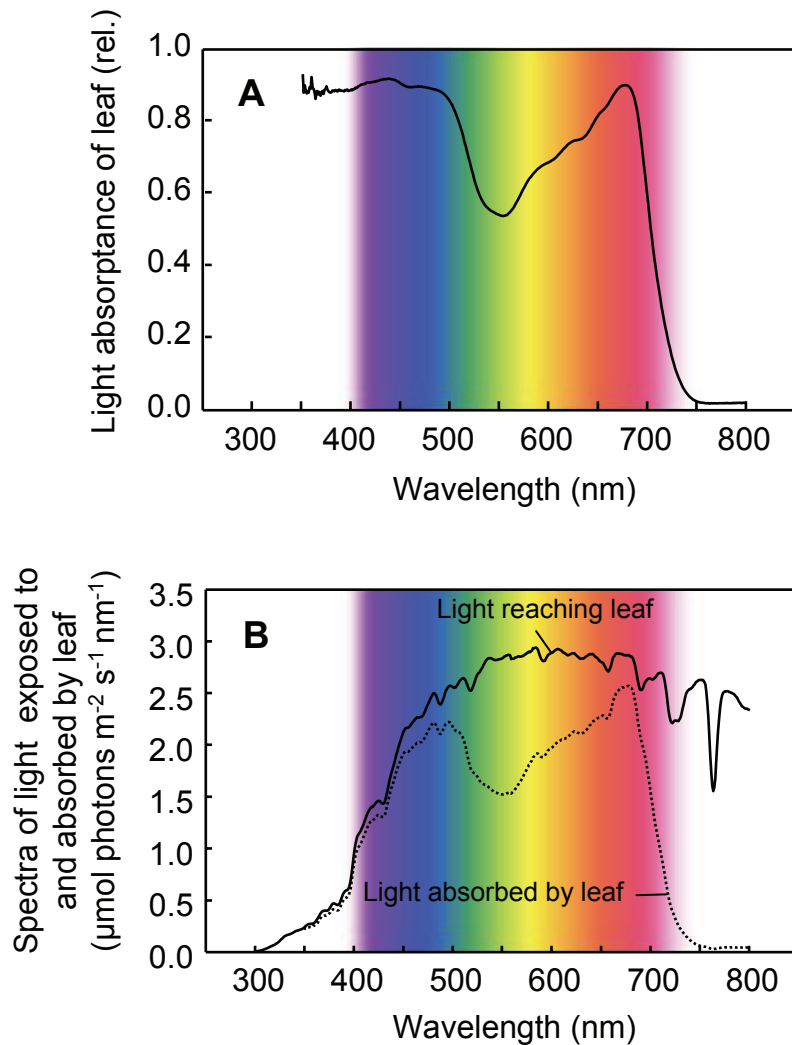 Light absorptance of leaf (rel.)
1.0
0.8
0.6
0.4
0.2
0.0
A
300 400 500 600 700 800
Wavelength (nm)
Spectra of light exposed to
and absorbed by leaf
(µmol photons m⁻² s⁻¹ nm⁻¹)
3.5
3.0
2.5
2.0
1.5
1.0
0.5
0.0
B
Light reaching leaf
Light absorbed by leaf
300 400 500 600 700 800
Wavelength (nm)